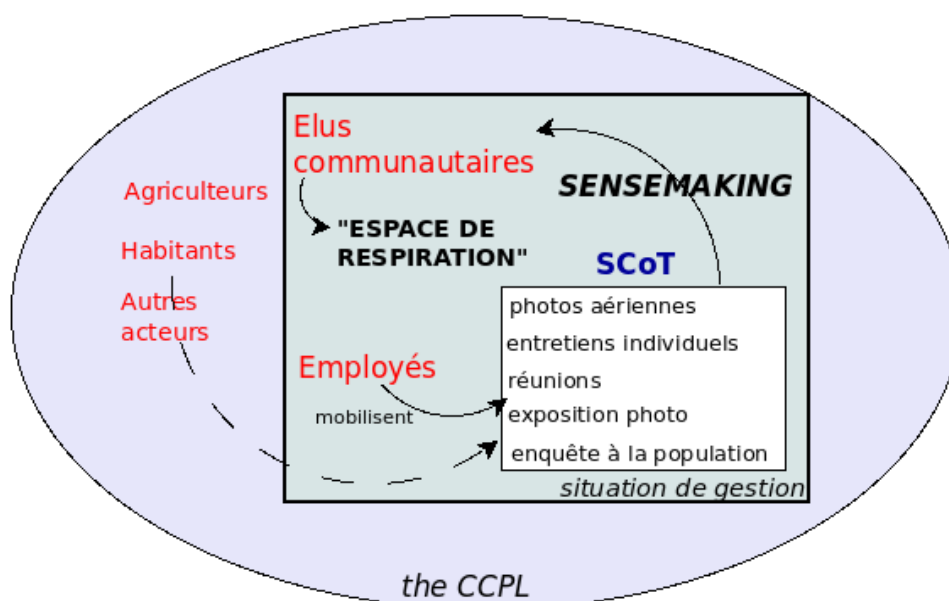 Elus
communautaires
Agriculteurs
SENSEMAKING
"ESPACE DE
RESPIRATION"
Habitants
SCoT
Autres
acteurs
photos aériennes
entretiens individuels
Employés
réunions
mobilisent
exposition photo
enquête à la population
situation de gestion
the CCPL